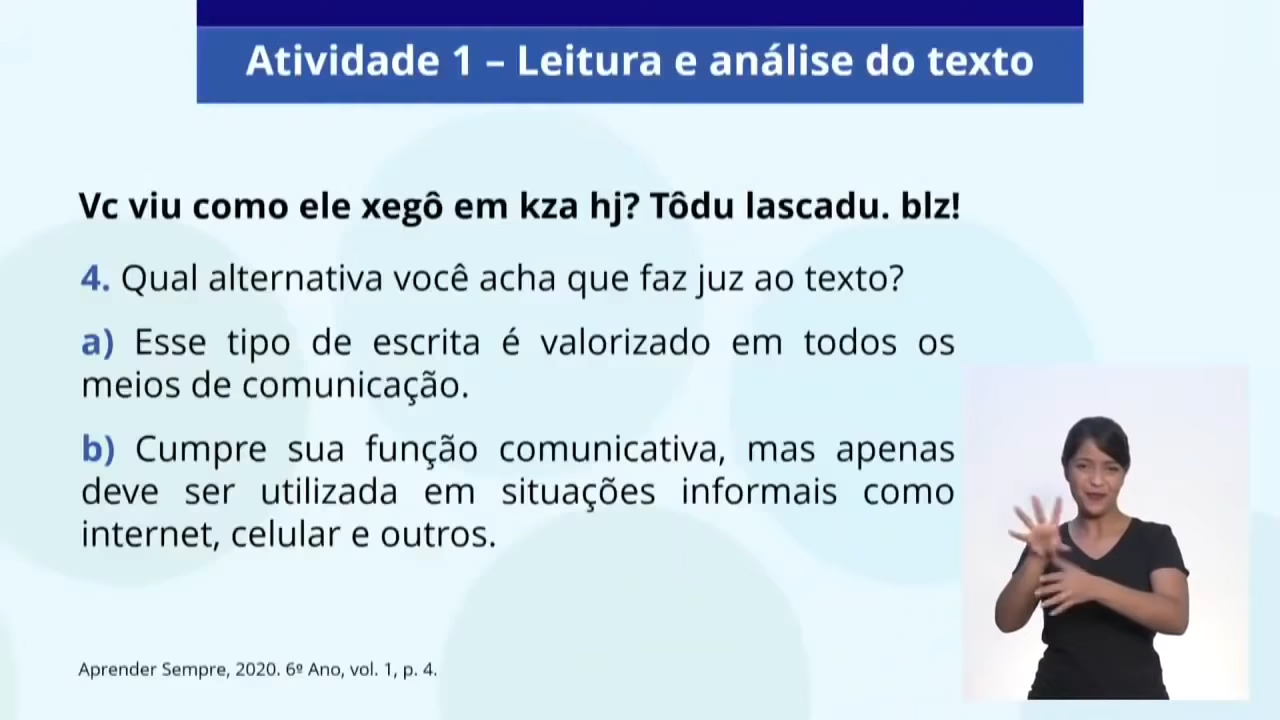 Atividade 1 – Leitura e análise do texto
Vc viu como ele xegô em kza hj? Tôdu lascadu. blz!
4. Qual alternativa você acha que faz juz ao texto?
a) Esse tipo de escrita é valorizado em todos os
meios de comunicação.
b) Cumpre sua função comunicativa, mas apenas
deve ser utilizada em situações informais como
internet, celular e outros.
Aprender Sempre, 2020. 6º Ano, vol. 1, p. 4.